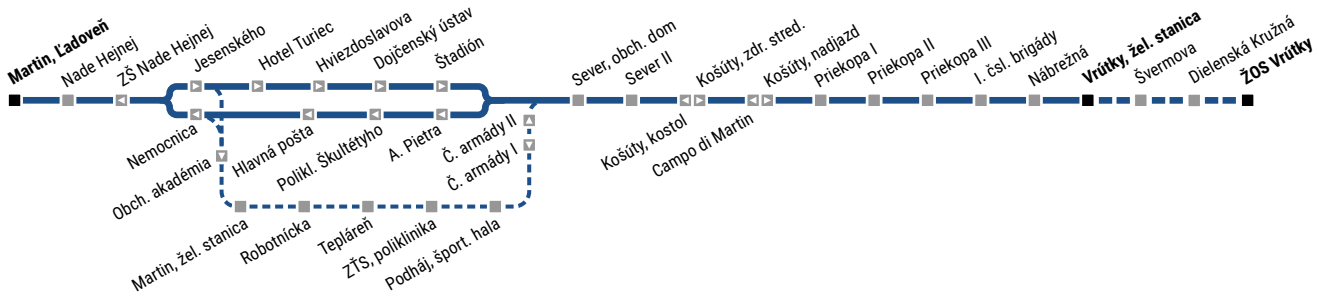 Martin, Ľadoveň
Nade Hejnej
ZŠ Nade Hejnej
Jesenského
Hotel Turiec
Hviezdoslavova
Dojčenský ústav
Štadión
Sever, obch. dom
Sever II
Košúty, zdr. stred.
Košúty, nadjazd
Priekopa I
Priekopa II
Priekopa III
I. čsl. brigády
Nábrežná
Vrútky, žel. stanica
Švermova
Dielenská Kružná
ŽOS Vrútky
Nemocnica
Hlavná pošta
Polikl. Škultétyho
A. Pietra
Č. armády II
Č. armády I
Košúty, kostol
Campo di Martin
Obch. akadémia
Martin, žel. stanica
Robotnícka
Tepláreň
ZŤS, poliklinika
Podháj, šport. hala